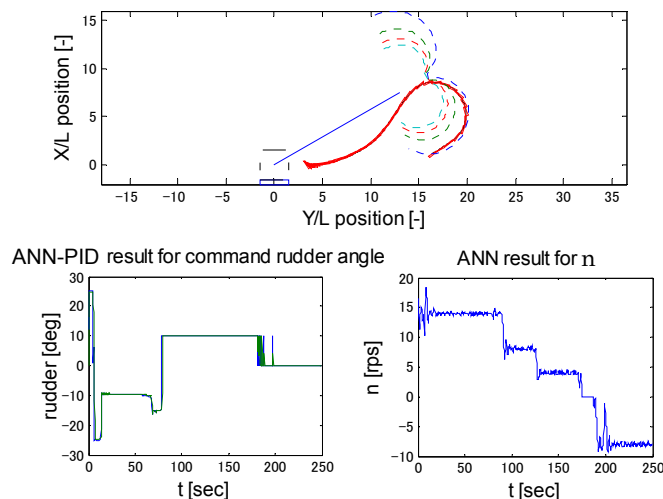 15
10
5
0
X/L position [-]
-15 -10 -5 0 5 10 15 20 25 30 35
Y/L position [-]
ANN-PID result for command rudder angle
30
20
10
0
-10
-20
-30
rudder [deg]
0 50 100 150 200 250
t [sec]
ANN result for n
20
15
10
5
0
-5
-10
n [rps]
0 50 100 150 200 250
t [sec]